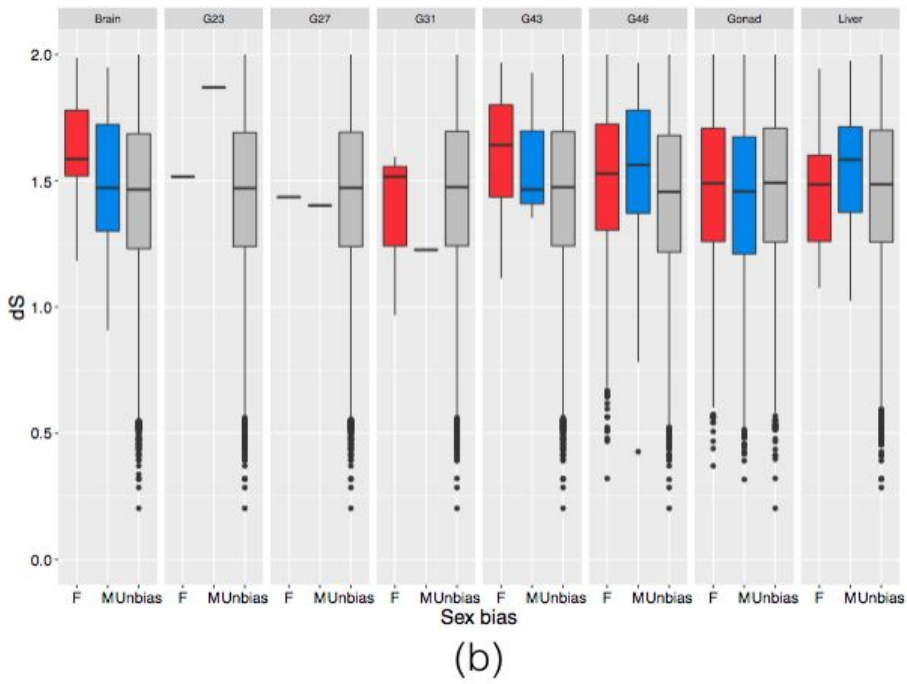 Brain G23 G27 G31 G43 G46 Gonad Liver
2.0
1.5
1.0
0.5
0.0
dS
F M Unbias F M Unbias F M Unbias F M Unbias F M Unbias F M Unbias F M Unbias F M Unbias
Sex bias
(b)